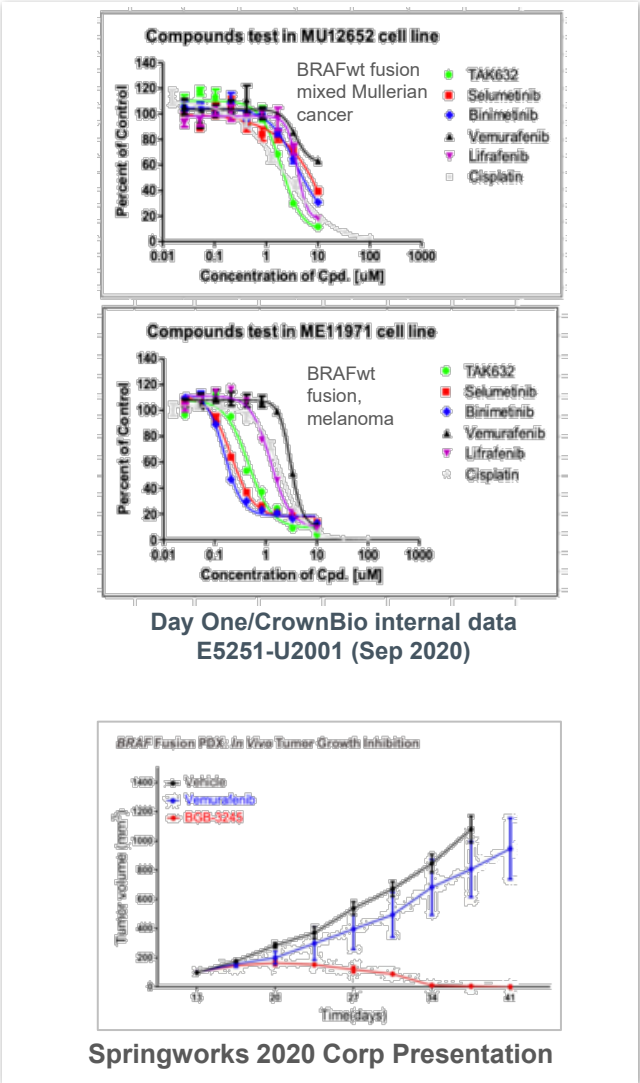 Compounds test in MU12652 cell line
140
120
100
80
60
40
20
0
Percent of Control
BRAFwt fusion
mixed Mullerian
cancer
TAK632
Selumetinib
Binimetinib
Vemurafenib
Lifrafenib
Cisplatin
0.01 0.1 1 10 100 1000
Concentration of Cpd. [uM]
Compounds test in ME11971 cell line
140
120
100
80
60
40
20
0
Percent of Control
BRAFwt
fusion,
melanoma
TAK632
Selumetinib
Binimetinib
Vemurafenib
Lifrafenib
Cisplatin
0.01 0.1 1 10 100 1000
Concentration of Cpd. [uM]
Day One/CrownBio internal data
E5251-U2001 (Sep 2020)
BRAF Fusion PDX: In Vivo Tumor Growth Inhibition
1400
1200
1000
800
600
400
200
0
Tumor volume (mm³)
Vehicle
Vemurafenib
BGB-3245
13 20 27 34 41
Time(days)
Springworks 2020 Corp Presentation